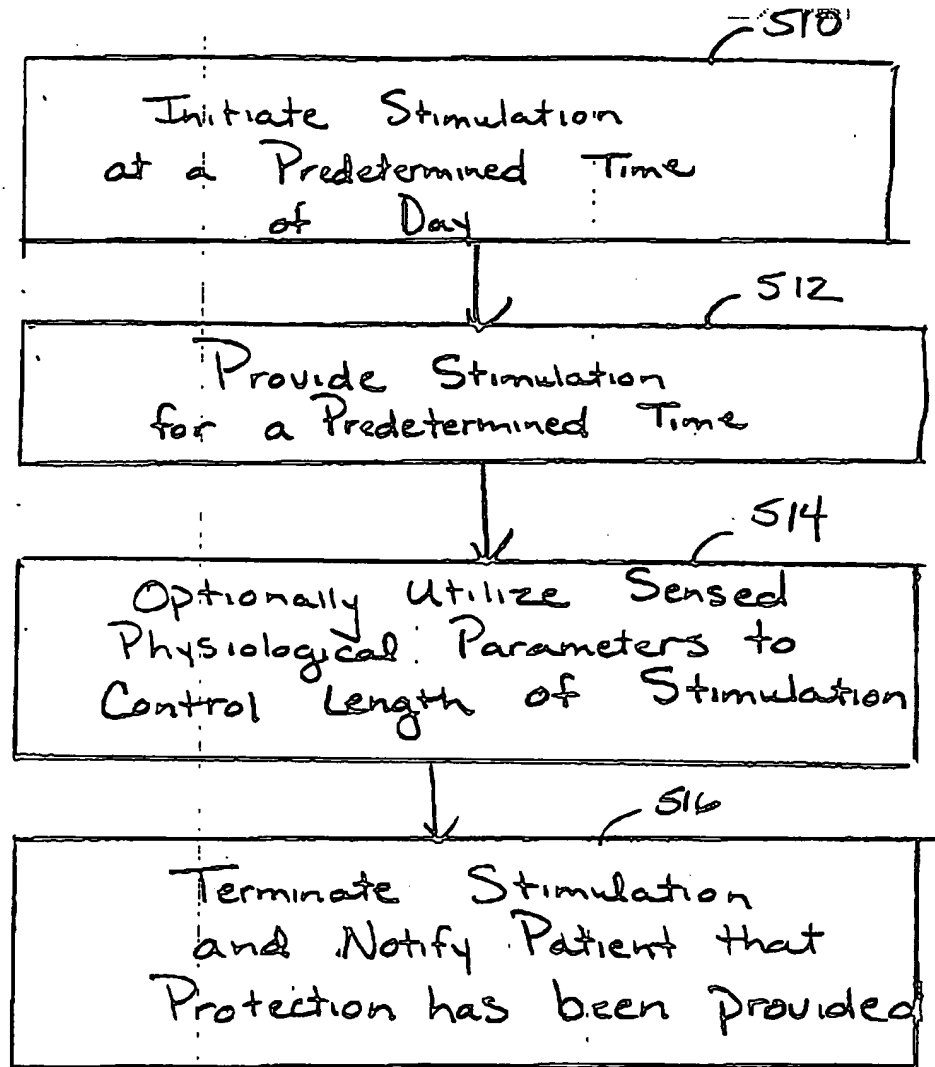 510
Initiate Stimulation
at a Predetermined Time
of Day
512
Provide Stimulation
for a Predetermined Time
514
Optionally Utilize Sensed
Physiological Parameters to
Control Length of Stimulation
516
Terminate Stimulation
and Notify Patient that
Protection has been provided